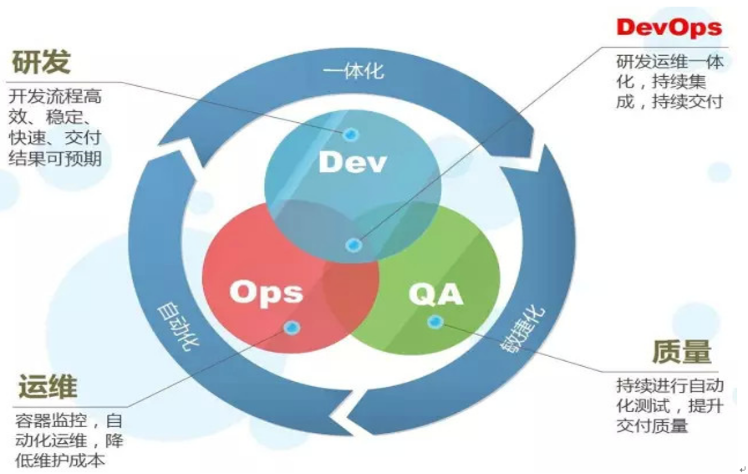 DevOps
研发运维一体
化，持续集
成，持续交付
研发
开发流程高
效、稳定、
快速、交付
结果可预期
一体化
Dev
Ops
QA
自动化
敏捷化
运维
容器监控，自
动化运维，降
低维护成本
质量
持续进行自动
化测试，提升
交付质量